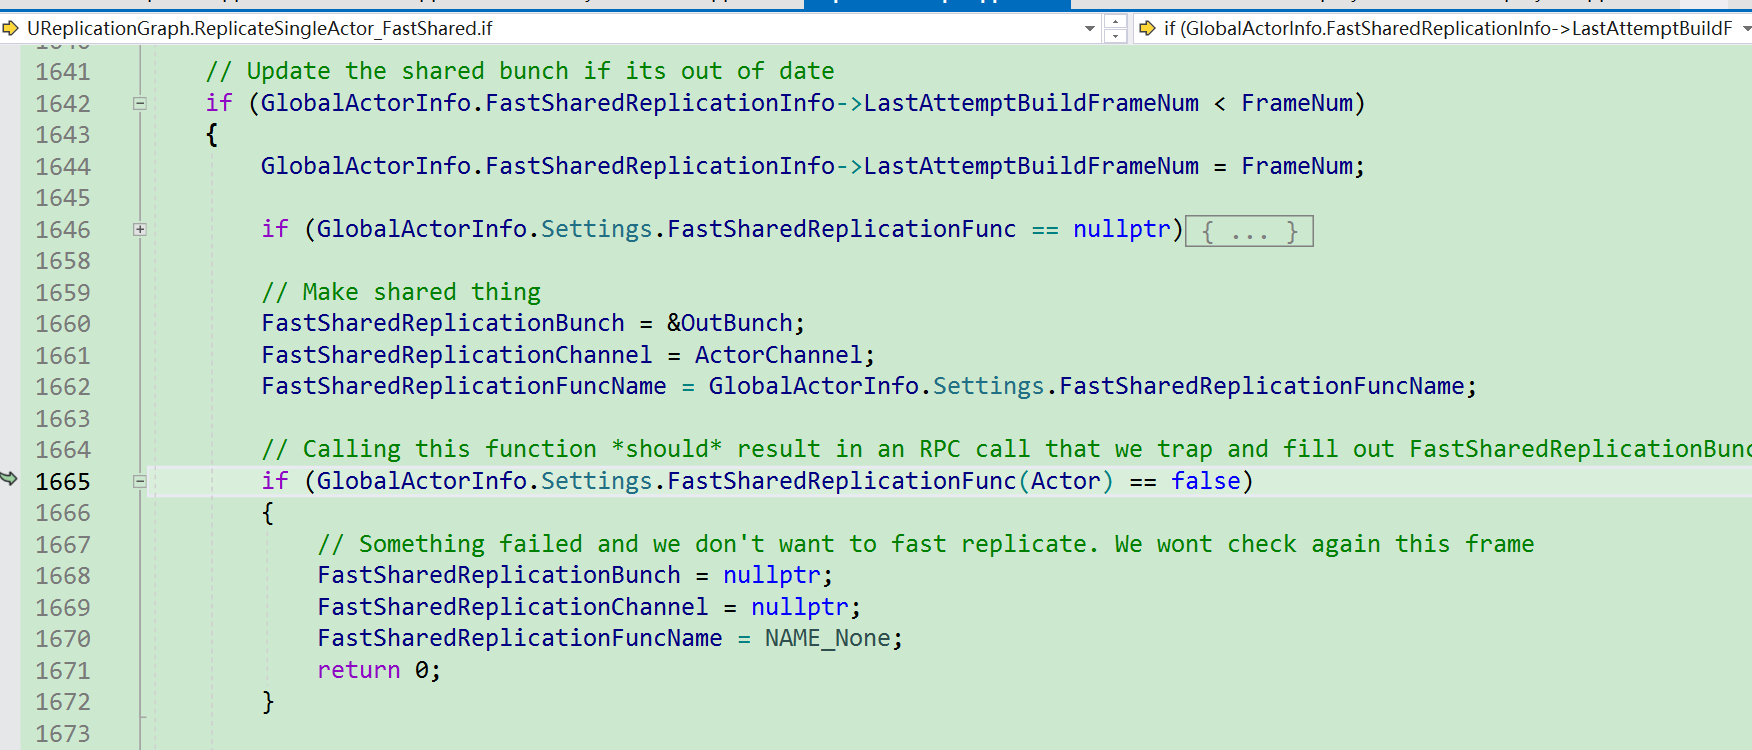 UReplicationGraph.ReplicateSingleActor_FastShared.if
if (GlobalActorInfo.FastSharedReplicationInfo->LastAttemptBuildF
1641 // Update the shared bunch if its out of date
1642 if (GlobalActorInfo.FastSharedReplicationInfo->LastAttemptBuildFrameNum < FrameNum)
1643 {
1644 GlobalActorInfo.FastSharedReplicationInfo->LastAttemptBuildFrameNum = FrameNum;
1645
1646 if (GlobalActorInfo.Settings.FastSharedReplicationFunc == nullptr){ ... }
1658
1659 // Make shared thing
1660 FastSharedReplicationBunch = &OutBunch;
1661 FastSharedReplicationChannel = ActorChannel;
1662 FastSharedReplicationFuncName = GlobalActorInfo.Settings.FastSharedReplicationFuncName;
1663
1664 // Calling this function *should* result in an RPC call that we trap and fill out FastSharedReplicationBunc
1665 if (GlobalActorInfo.Settings.FastSharedReplicationFunc(Actor) == false)
1666 {
1667 // Something failed and we don't want to fast replicate. We wont check again this frame
1668 FastSharedReplicationBunch = nullptr;
1669 FastSharedReplicationChannel = nullptr;
1670 FastSharedReplicationFuncName = NAME_None;
1671 return 0;
1672 }
1673